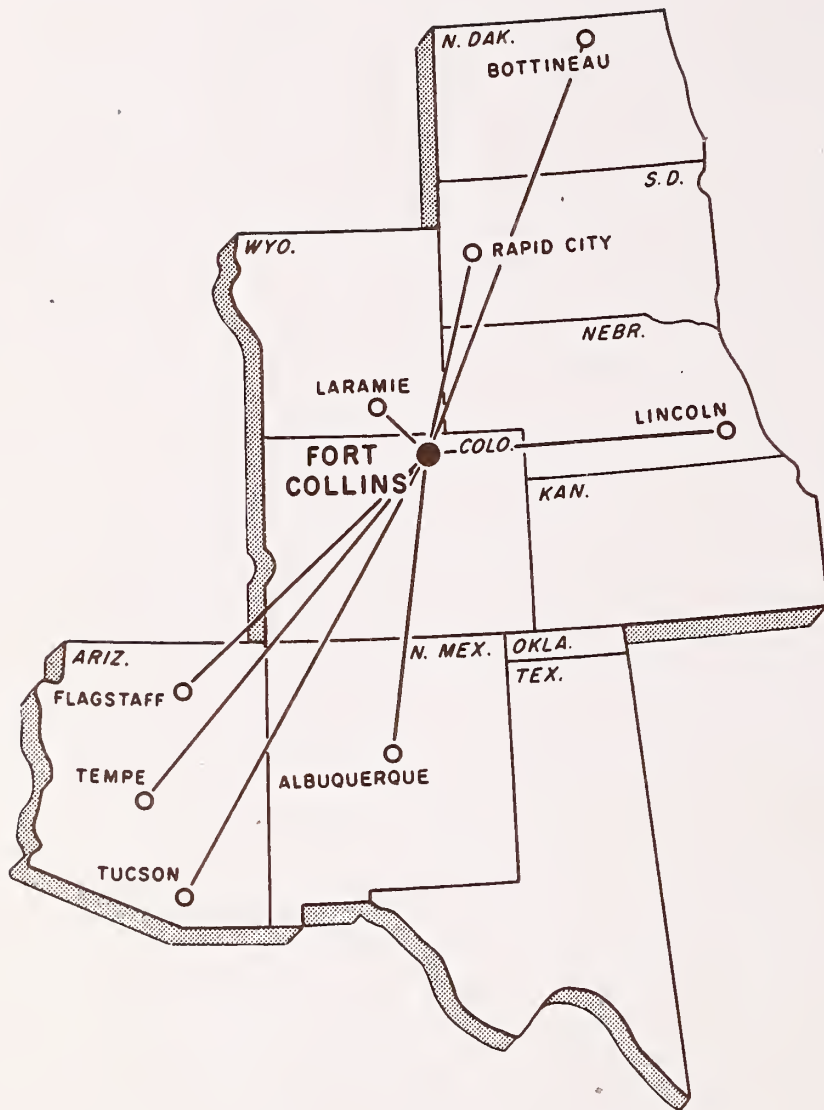 N. DAK.
BOTTINEAU
S.D.
WYO.
RAPID CITY
NEBR.
LARAMIE
LINCOLN
FORT
COLLINS
COLO.
KAN.
ARIZ.
N. MEX.
OKLA.
TEX.
FLAGSTAFF
TEMPE
ALBUQUERQUE
TUCSON